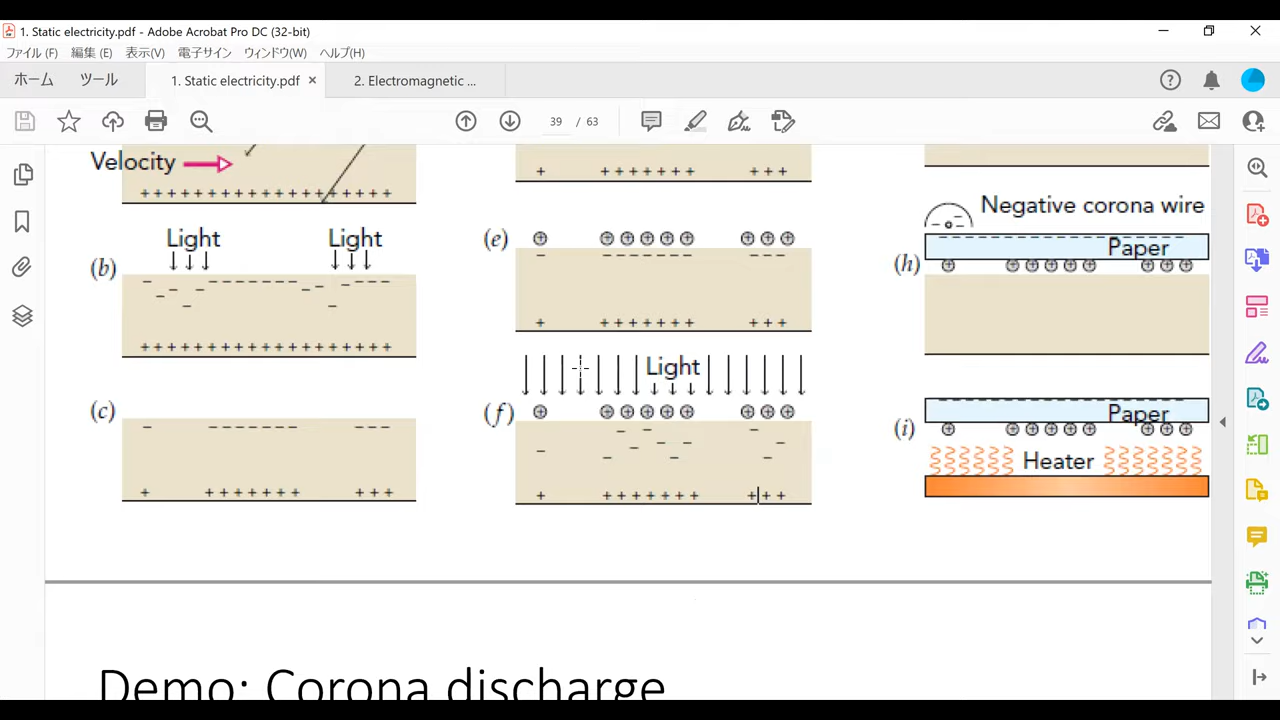 1. Static electricity.pdf - Adobe Acrobat Pro DC (32-bit)
ファイル (F) 編集 (E) 表示(V) 電子サイン ウィンドウ(W) ヘルプ(H)
ホーム ツール 1. Static electricity.pdf × 2. Electromagnetic ...
39 / 63
Velocity
+ + + + + + + + + + + + + + + + + + +
Light Light
(b)
+ + + + + + + + + + + + + + + + + + +
(c)
+ + + + + + + + + + +
+ + + + + + + + + + +
(e)
+ + + + + + + + + + +
Light
(f)
+ + + + + + + + + + +
Negative corona wire
Paper
(h)
Paper
(i)
Heater
Demo: Corona discharge